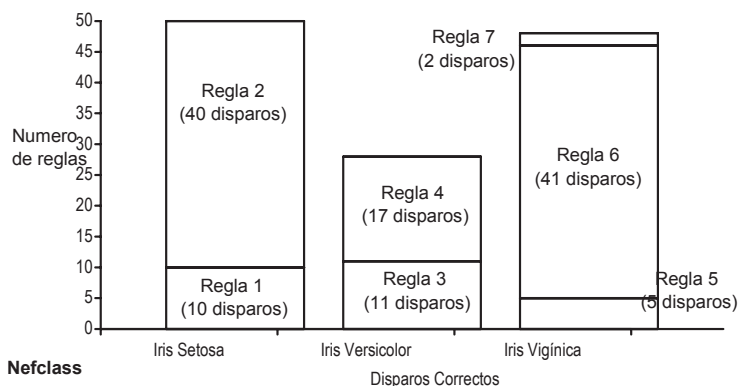 50
45
40
35
30
25
20
15
10
5
0
Numero
de reglas
Regla 2
(40 disparos)
Regla 1
(10 disparos)
Regla 4
(17 disparos)
Regla 3
(11 disparos)
Regla 7
(2 disparos)
Regla 6
(41 disparos)
Regla 5
(5 disparos)
Iris Setosa
Iris Versicolor
Iris Vigínica
Nefclass
Disparos Correctos